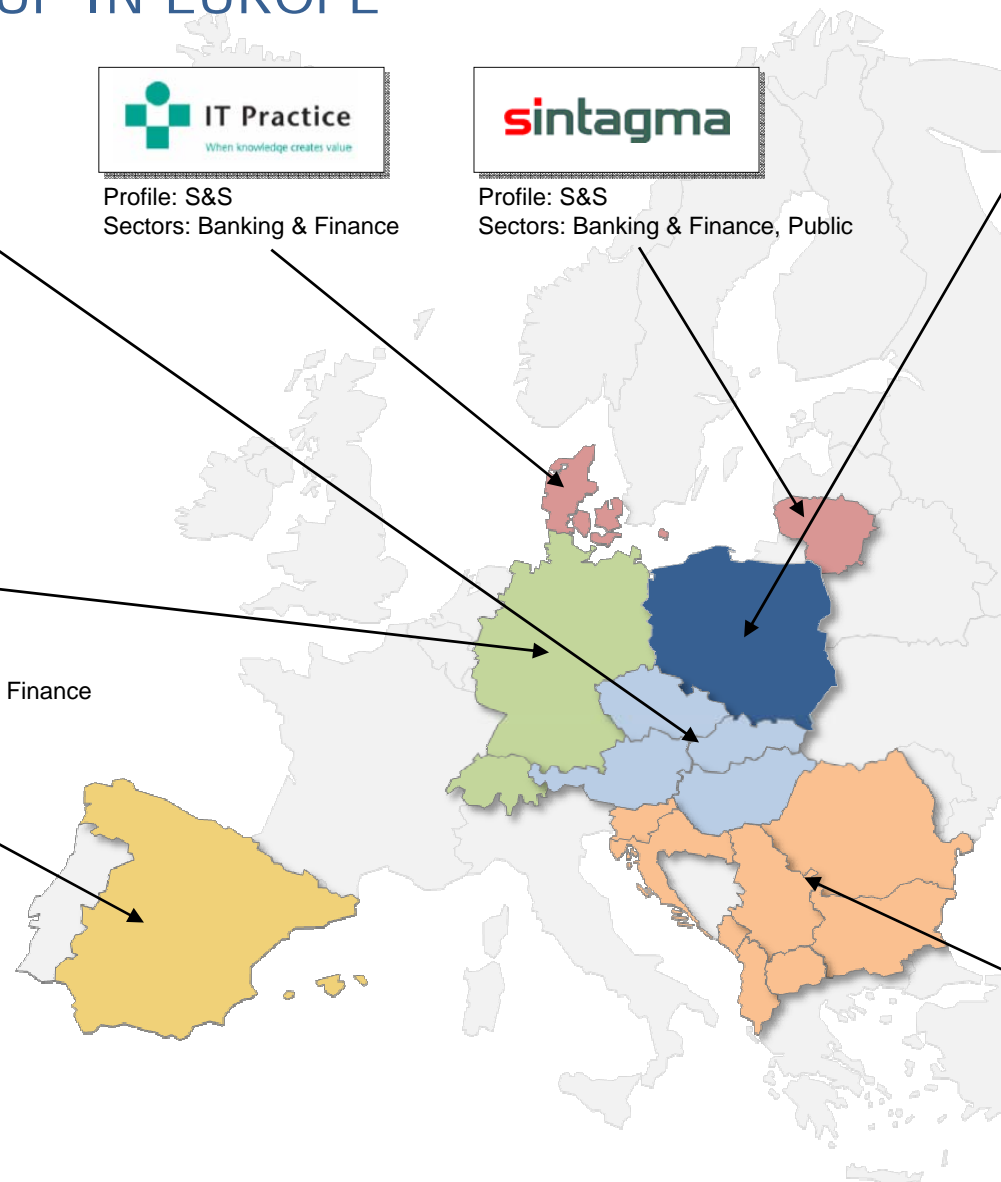 UP IN EUROPE
IT Practice
When knowledge creates value
Profile: S&S
Sectors: Banking & Finance
sintagma
Profile: S&S
Sectors: Banking & Finance, Public
Finance